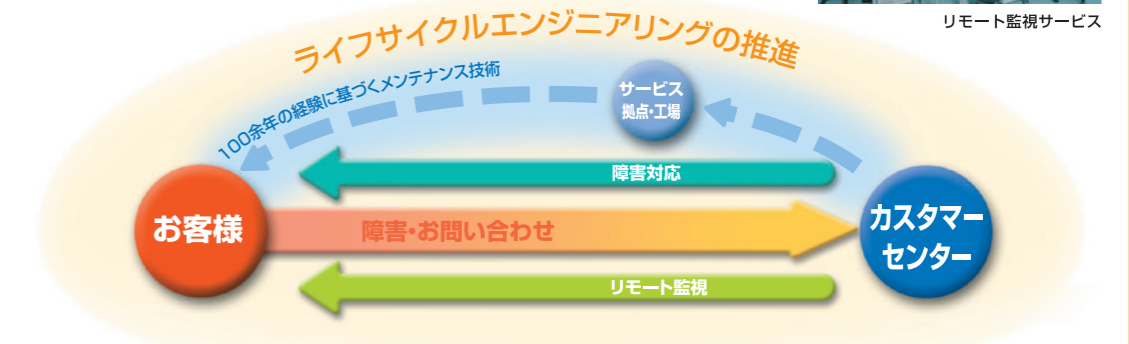 リモート監視サービス
ライフサイクルエンジニアリングの推進
100余年の経験に基づくメンテナンス技術
サービス
拠点・工場
障害対応
お客様
障害・お問い合わせ
カスタマー
センター
リモート監視